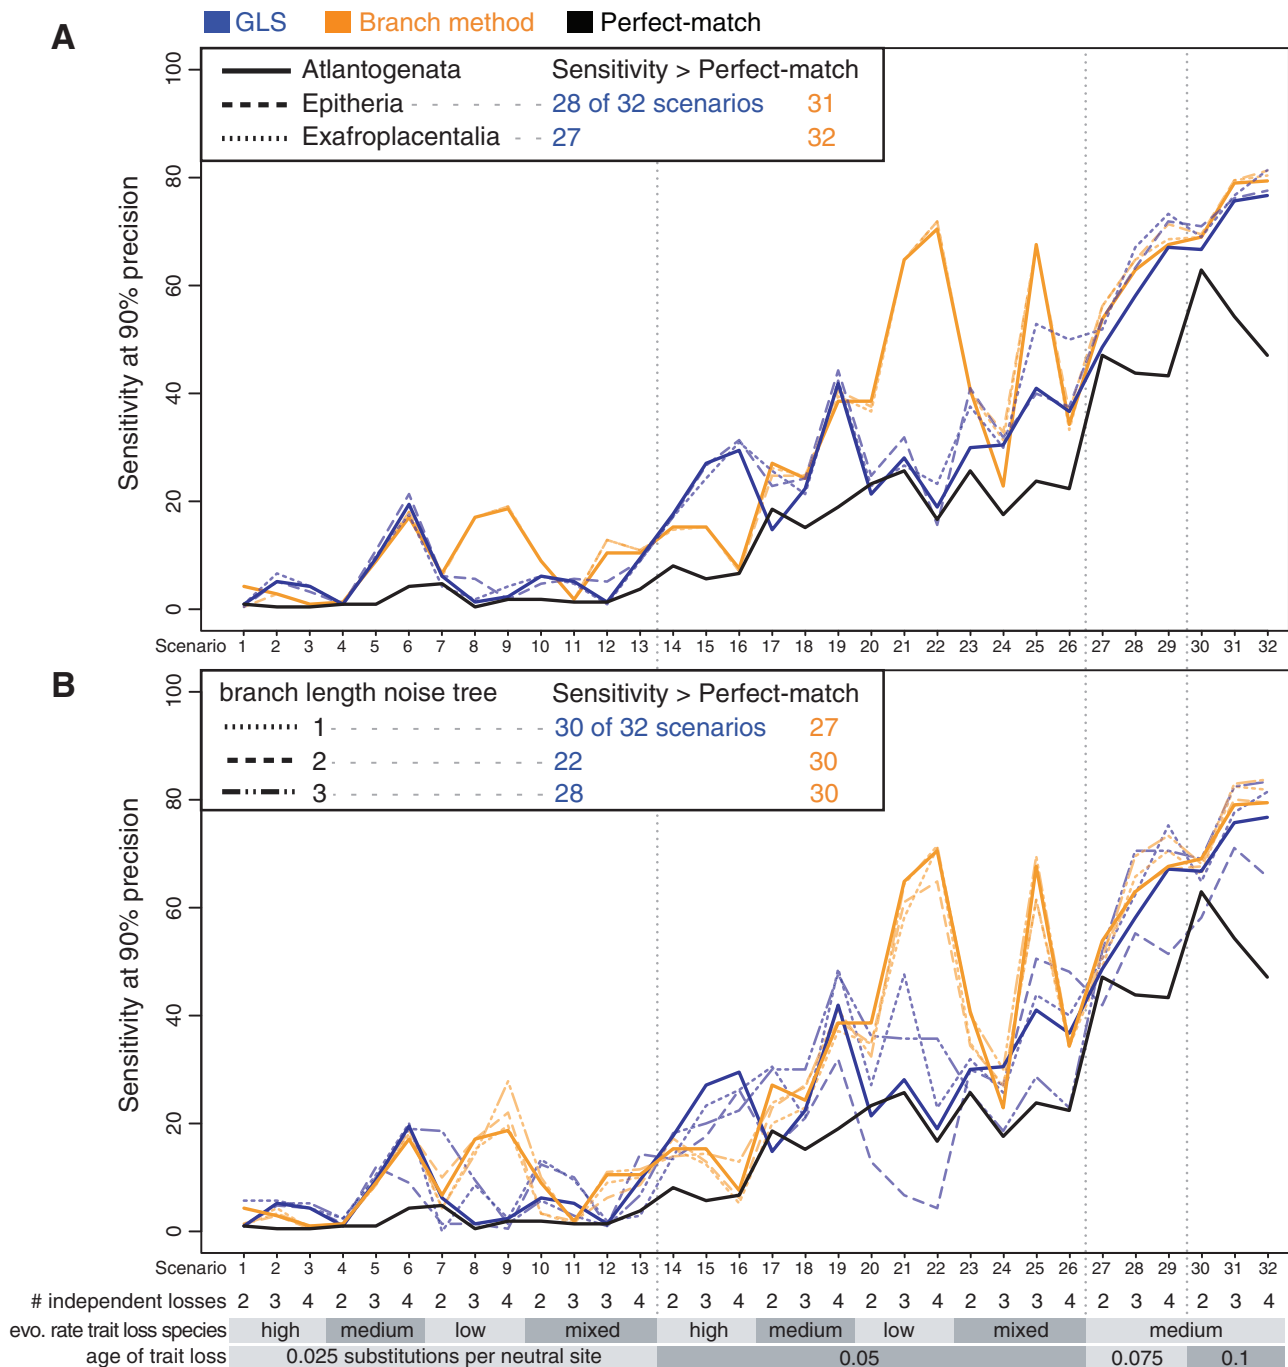 GLS Branch method Perfect-match
A
Atlantogenata Sensitivity > Perfect-match
Epitheria 28 of 32 scenarios 31
Exafroplacentalia 27 32
Sensitivity at 90% precision
100
80
60
40
20
0
Scenario 1 2 3 4 5 6 7 8 9 10 11 12 13 14 15 16 17 18 19 20 21 22 23 24 25 26 27 28 29 30 31 32
B
branch length noise tree Sensitivity > Perfect-match
1 30 of 32 scenarios 27
2 22 30
3 28 30
Sensitivity at 90% precision
100
80
60
40
20
0
Scenario 1 2 3 4 5 6 7 8 9 10 11 12 13 14 15 16 17 18 19 20 21 22 23 24 25 26 27 28 29 30 31 32
# independent losses 2 3 4 2 3 4 2 3 4 2 3 3 4 2 3 4 2 3 4 2 3 4 2 3 3 4 2 3 4 2 3 4
evo. rate trait loss species high medium low mixed high medium low mixed medium
age of trait loss 0.025 substitutions per neutral site 0.05 0.075 0.1